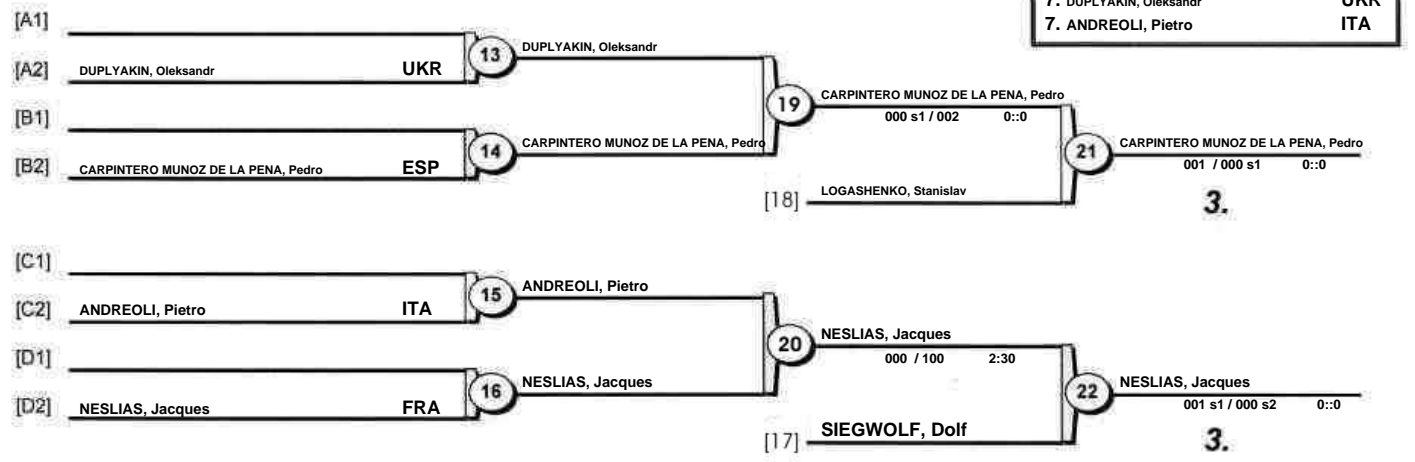 7. DUPLYAKIN, Oleksandr UKR
7. ANDREOLI, Pietro ITA
[A1]
13
DUPLYAKIN, Oleksandr
[A2] DUPLYAKIN, Oleksandr UKR
19
CARPINTERO MUNOZ DE LA PENA, Pedro
000 s1 / 002 0::0
[B1]
14
CARPINTERO MUNOZ DE LA PENA, Pedro
[B2] CARPINTERO MUNOZ DE LA PENA, Pedro ESP
21
CARPINTERO MUNOZ DE LA PENA, Pedro
001 / 000 s1 0::0
[18] LOGASHENKO, Stanislav
3.
[C1]
15
ANDREOLI, Pietro
[C2] ANDREOLI, Pietro ITA
20
NESLIAS, Jacques
000 / 100 2:30
[D1]
16
NESLIAS, Jacques
[D2] NESLIAS, Jacques FRA
22
NESLIAS, Jacques
001 s1 / 000 s2 0::0
[17] SIEGWOLF, Dolf
3.